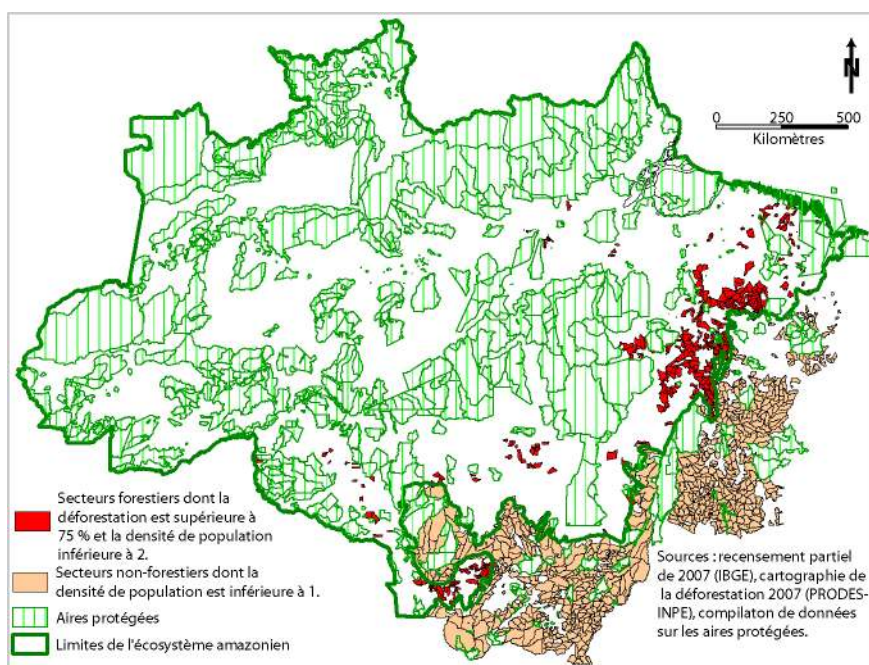 N
0 250 500
Kilomètres
Secteurs forestiers dont la
déforestation est supérieure à
75 % et la densité de population
inférieure à 2.
Secteurs non-forestiers dont la
densité de population est inférieure à 1.
Aires protégées
Limites de l'écosystème amazonien
Sources : recensement partiel
de 2007 (IBGE), cartographie de
la déforestation 2007 (PRODES-
INPE), compilaton de données
sur les aires protégées.